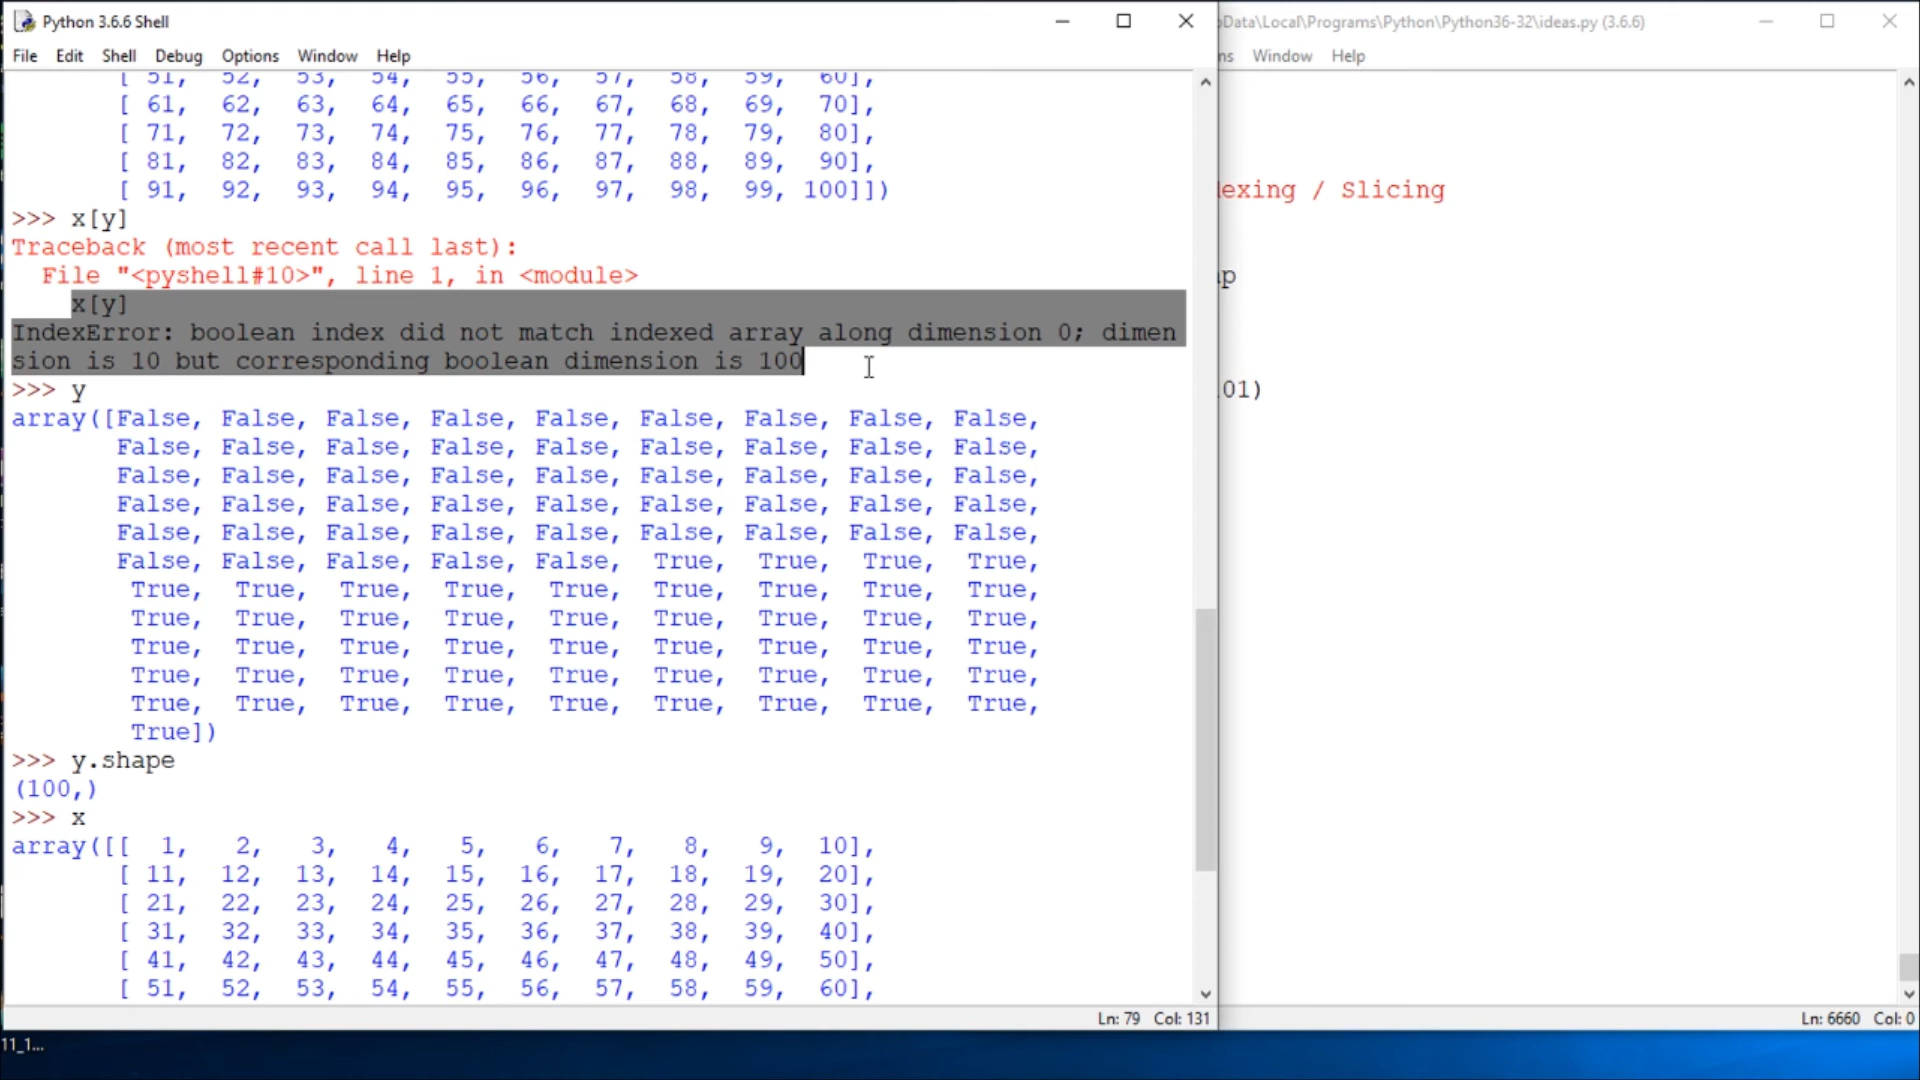 Python 3.6.6 Shell
File Edit Shell Debug Options Window Help
[ 51, 52, 53, 54, 55, 56, 57, 58, 59, 60],
[ 61, 62, 63, 64, 65, 66, 67, 68, 69, 70],
[ 71, 72, 73, 74, 75, 76, 77, 78, 79, 80],
[ 81, 82, 83, 84, 85, 86, 87, 88, 89, 90],
[ 91, 92, 93, 94, 95, 96, 97, 98, 99, 100]])
>>> x[y]
Traceback (most recent call last):
File "<pyshell#10>", line 1, in <module>
x[y]
IndexError: boolean index did not match indexed array along dimension 0; dimen
sion is 10 but corresponding boolean dimension is 100
>>> y
array([False, False, False, False, False, False, False, False, False,
False, False, False, False, False, False, False, False, False,
False, False, False, False, False, False, False, False, False,
False, False, False, False, False, False, False, False, False,
False, False, False, False, False, False, False, False, False,
False, False, False, False, False, True, True, True, True,
True, True, True, True, True, True, True, True, True,
True, True, True, True, True, True, True, True, True,
True, True, True, True, True, True, True, True, True,
True, True, True, True, True, True, True, True, True,
True, True, True, True, True, True, True, True, True,
True])
>>> y.shape
(100,)
>>> x
array([[ 1, 2, 3, 4, 5, 6, 7, 8, 9, 10],
[ 11, 12, 13, 14, 15, 16, 17, 18, 19, 20],
[ 21, 22, 23, 24, 25, 26, 27, 28, 29, 30],
[ 31, 32, 33, 34, 35, 36, 37, 38, 39, 40],
[ 41, 42, 43, 44, 45, 46, 47, 48, 49, 50],
[ 51, 52, 53, 54, 55, 56, 57, 58, 59, 60],
Ln: 79 Col: 131
Data\Local\Programs\Python\Python36-32\ideas.py (3.6.6)
ns Window Help
exing / Slicing
p
01)
Ln: 6660 Col: 0
11_1...